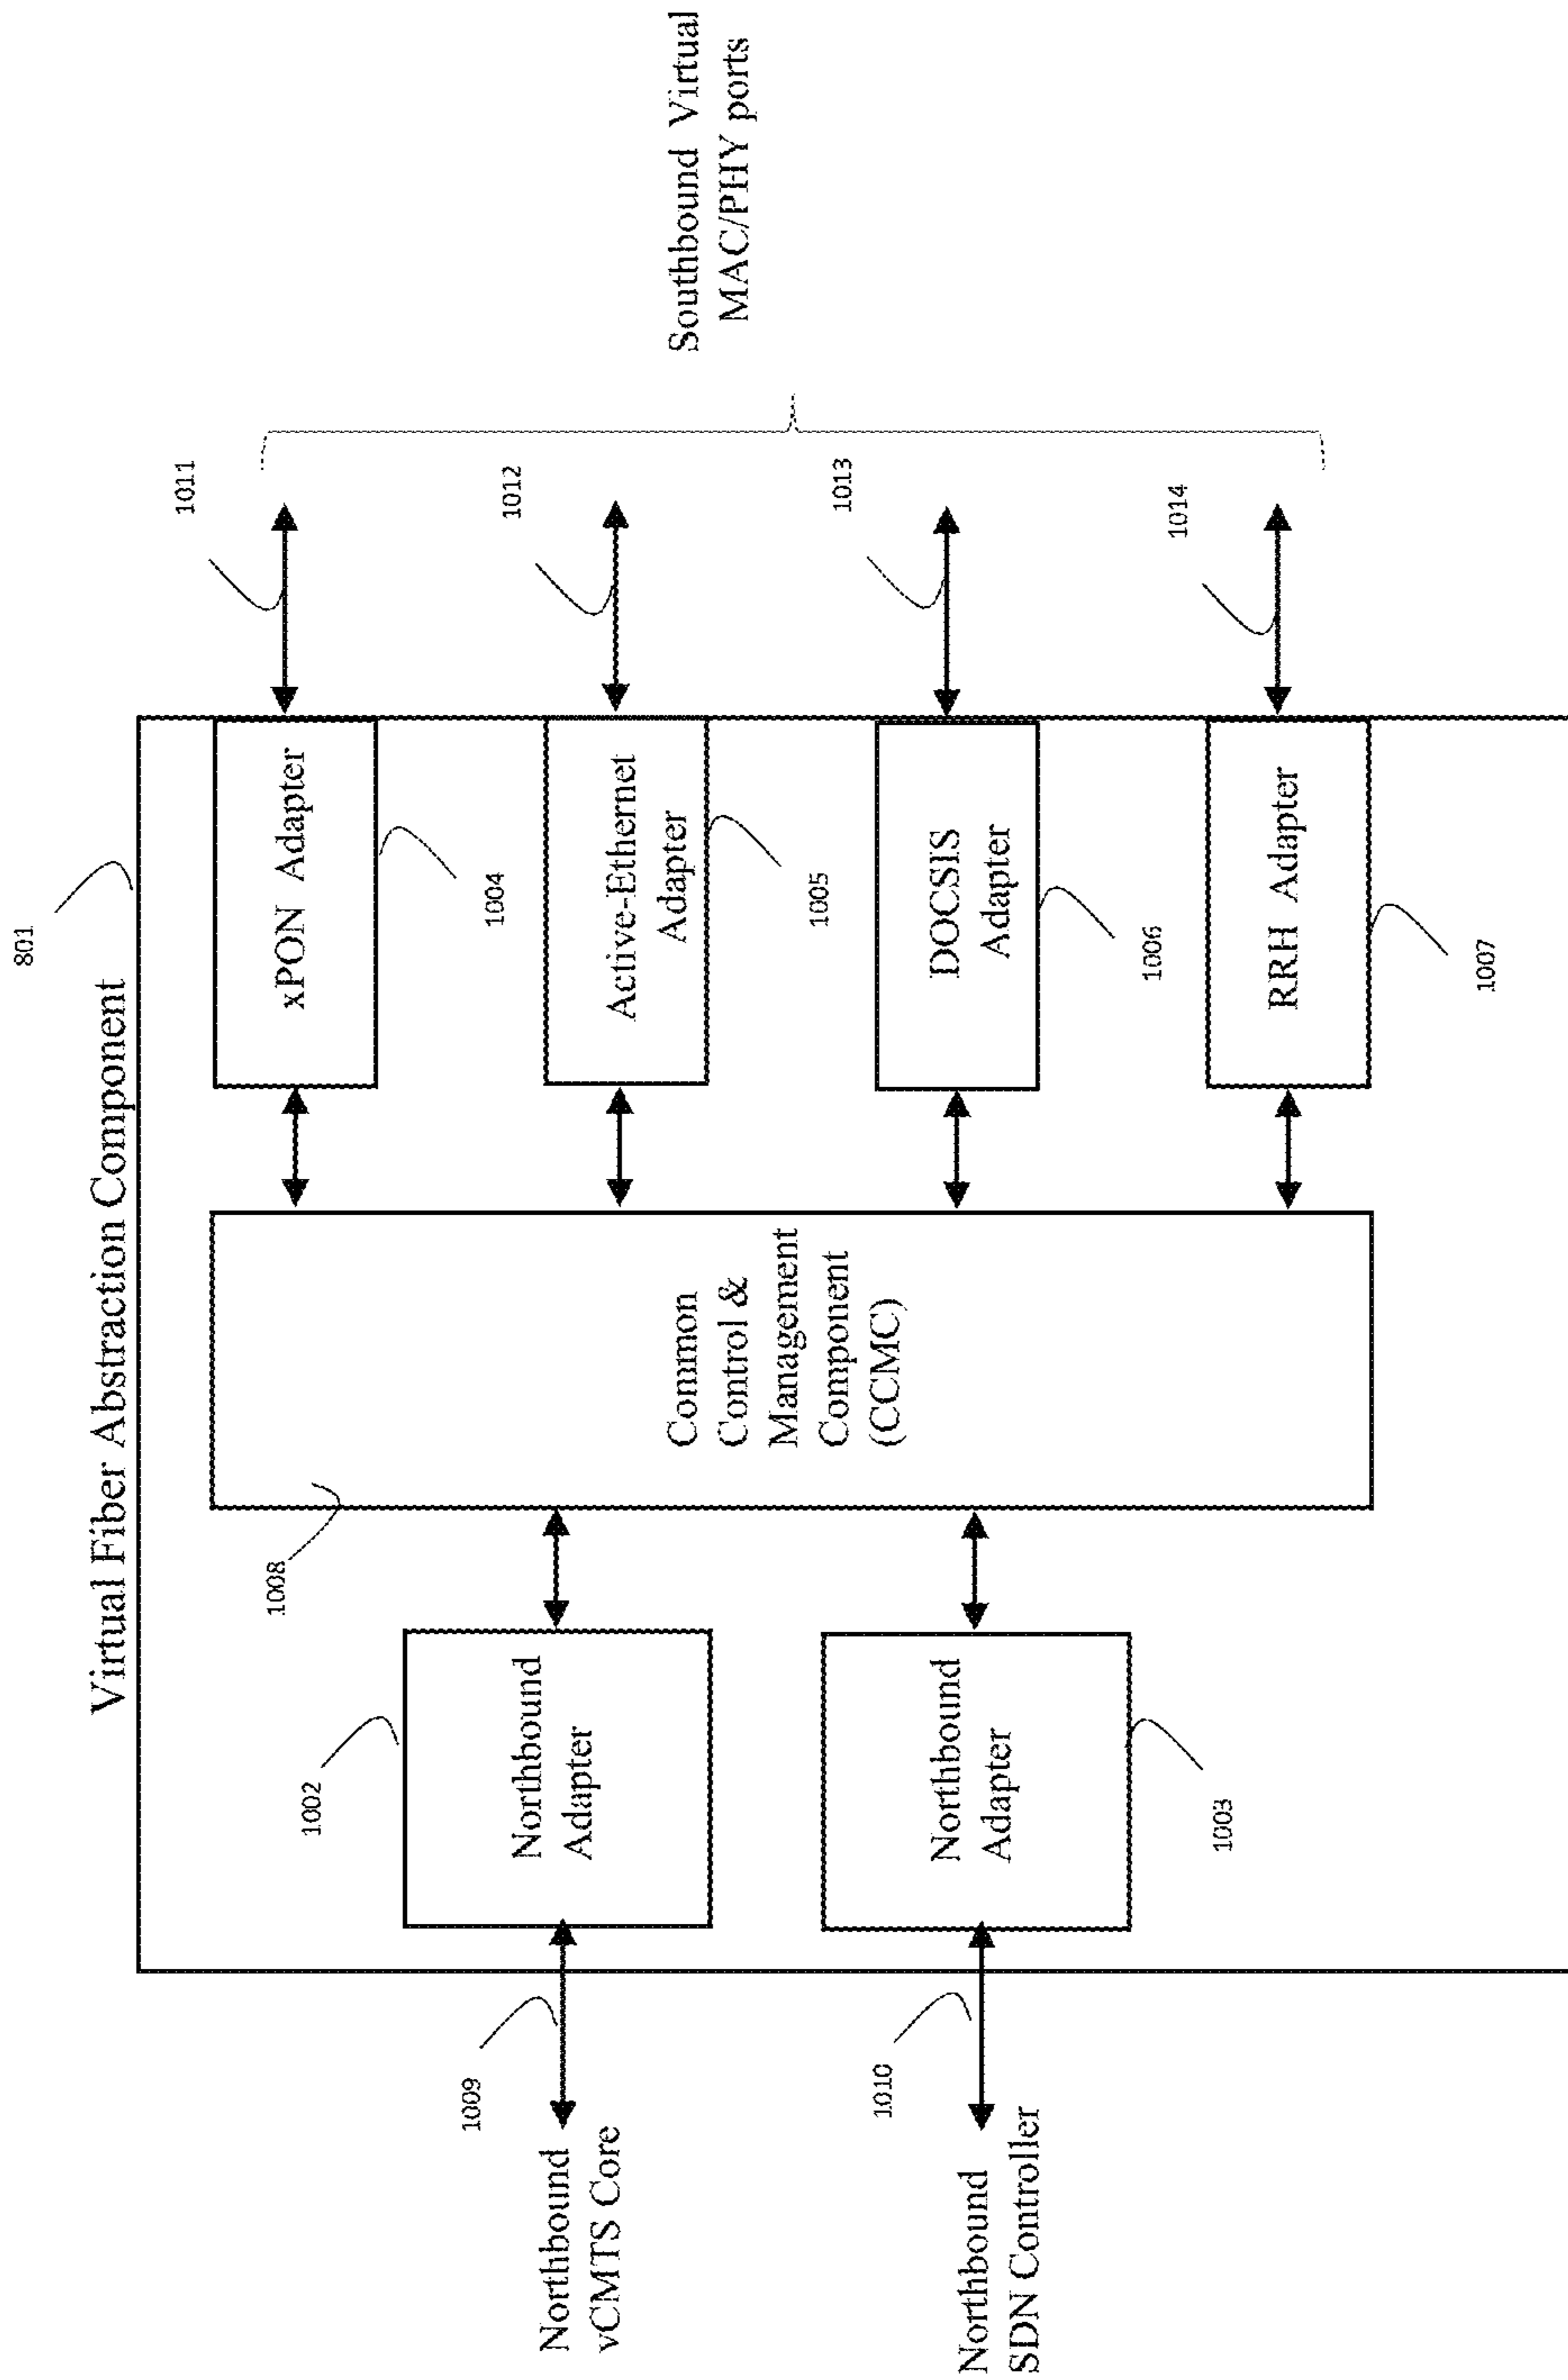 801
Virtual Fiber Abstraction Component
Northbound
vCMTS Core
1009
Northbound
SDN Controller
1010
1002
Northbound
Adapter
Northbound
Adapter
1003
1008
Common
Control &
Management
Component
(CCMC)
xPON Adapter
1004
Active-Ethernet
Adapter
1005
DOCSIS
Adapter
1006
RRH Adapter
1007
1011
1012
1013
1014
Southbound Virtual
MAC/PHY ports